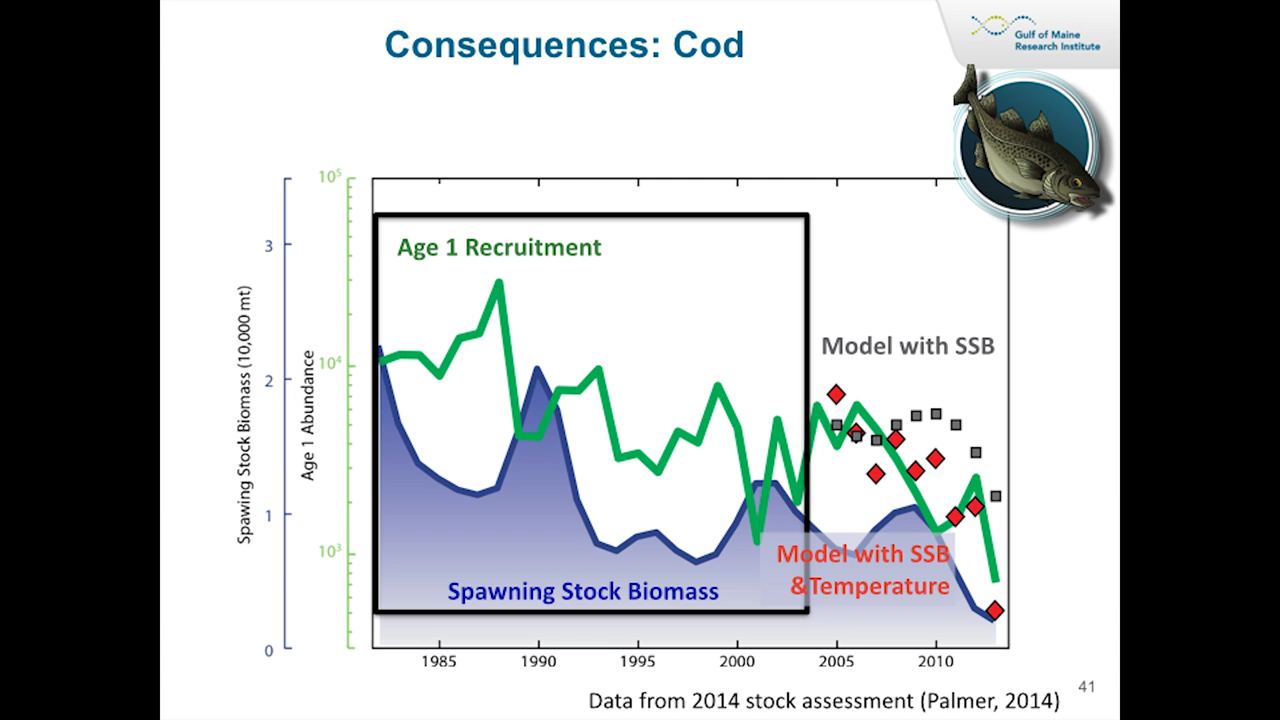 Consequences: Cod
Gulf of Maine
Research Institute
Spawing Stock Biomass (10,000 mt)
3
2
1
0
Age 1 Abundance
10⁵
10⁴
10³
Age 1 Recruitment
Model with SSB
Model with SSB
&Temperature
Spawning Stock Biomass
1985 1990 1995 2000 2005 2010
41
Data from 2014 stock assessment (Palmer, 2014)